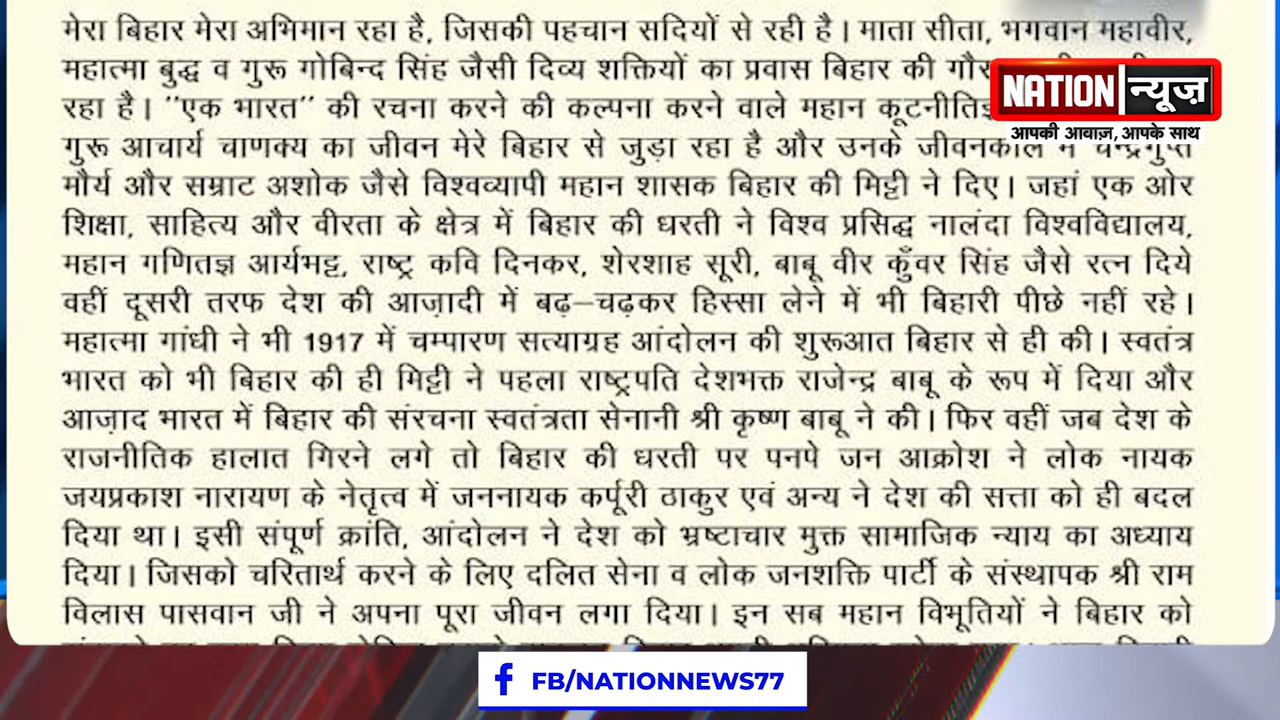 मेरा बिहार मेरा अभिमान रहा है, जिसकी पहचान सदियों से रही है। माता सीता, भगवान महावीर,
महात्मा बुद्ध व गुरू गोबिन्द सिंह जैसी दिव्य शक्तियों का प्रवास बिहार की
रहा है। "एक भारत" की रचना करने की कल्पना करने वाले महान
गुरू आचार्य चाणक्य का जीवन मेरे बिहार से जुड़ा रहा है और उनके जीवनकाल में चन्द्रगुप्त
मौर्य और सम्राट अशोक जैसे विश्वव्यापी महान शासक बिहार की मिट्टी ने दिए। जहां एक ओर
शिक्षा, साहित्य और वीरता के क्षेत्र में बिहार की धरती ने विश्व प्रसिद्ध नालंदा विश्वविद्यालय,
महान गणितज्ञ आर्यभट्ट, राष्ट्र कवि दिनकर, शेरशाह सूरी, बाबू वीर कुँवर सिंह जैसे रत्न दिये
वहीं दूसरी तरफ देश की आज़ादी में बढ़–चढ़कर हिस्सा लेने में भी बिहारी पीछे नहीं रहे।
महात्मा गांधी ने भी 1917 में चम्पारण सत्याग्रह आंदोलन की शुरूआत बिहार से ही की। स्वतंत्र
भारत को भी बिहार की ही मिट्टी ने पहला राष्ट्रपति देशभक्त राजेन्द्र बाबू के रूप में दिया और
आज़ाद भारत में बिहार की संरचना स्वतंत्रता सेनानी श्री कृष्ण बाबू ने की। फिर वहीं जब देश के
राजनीतिक हालात गिरने लगे तो बिहार की धरती पर पनपे जन आक्रोश ने लोक नायक
जयप्रकाश नारायण के नेतृत्व में जननायक कर्पूरी ठाकुर एवं अन्य ने देश की सत्ता को ही बदल
दिया था। इसी संपूर्ण क्रांति, आंदोलन ने देश को भ्रष्टाचार मुक्त सामाजिक न्याय का अध्याय
दिया। जिसको चरितार्थ करने के लिए दलित सेना व लोक जनशक्ति पार्टी के संस्थापक श्री राम
विलास पासवान जी ने अपना पूरा जीवन लगा दिया। इन सब महान विभूतियों ने बिहार को
NATION न्यूज़
आपकी आवाज़, आपके साथ
FB/NATIONNEWS77